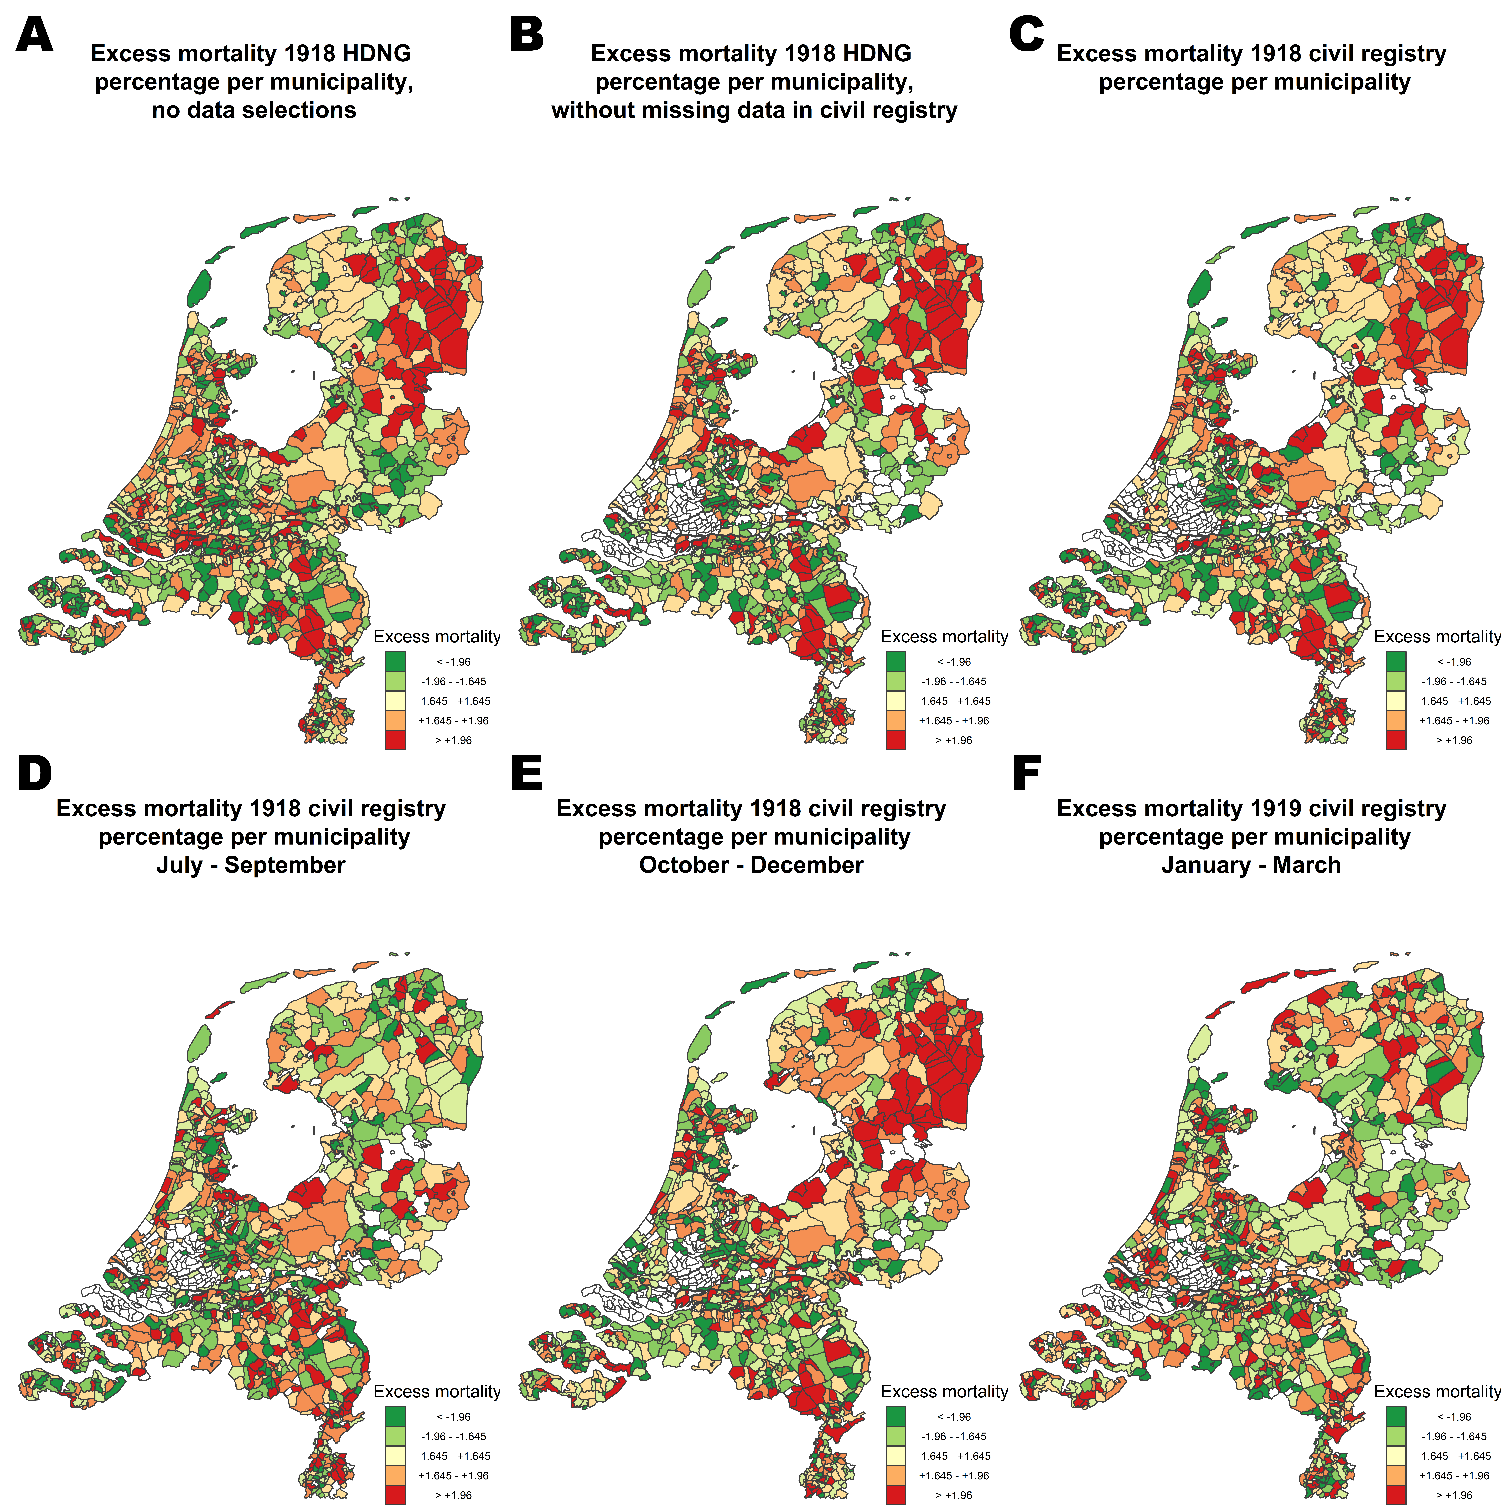 A
Excess mortality 1918 HDNG
percentage per municipality,
no data selections
Excess mortality
< -1.96
-1.96 - -1.645
1.645 +1.645
+1.645 - +1.96
> +1.96
B
Excess mortality 1918 HDNG
percentage per municipality,
without missing data in civil registry
Excess mortality
< -1.96
-1.96 - -1.645
1.645 +1.645
+1.645 - +1.96
> +1.96
C
Excess mortality 1918 civil registry
percentage per municipality
Excess mortality
< -1.96
-1.96 - -1.645
1.645 +1.645
+1.645 - +1.96
> +1.96
D
Excess mortality 1918 civil registry
percentage per municipality
July - September
Excess mortality
< -1.96
-1.96 - -1.645
1.645 +1.645
+1.645 - +1.96
> +1.96
E
Excess mortality 1918 civil registry
percentage per municipality
October - December
Excess mortality
< -1.96
-1.96 - -1.645
1.645 +1.645
+1.645 - +1.96
> +1.96
F
Excess mortality 1919 civil registry
percentage per municipality
January - March
Excess mortality
< -1.96
-1.96 - -1.645
1.645 +1.645
+1.645 - +1.96
> +1.96